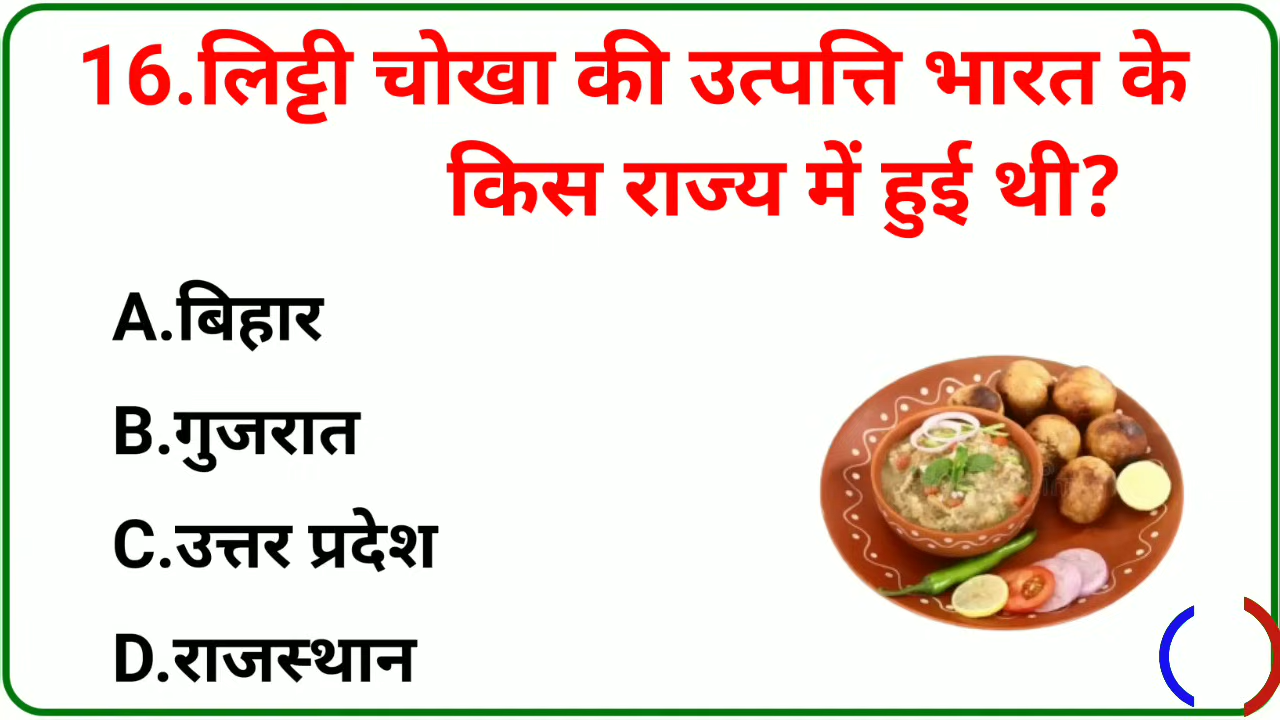 16.लिट्टी चोखा की उत्पत्ति भारत के
किस राज्य में हुई थी?
A.बिहार
B.गुजरात
C.उत्तर प्रदेश
D.राजस्थान